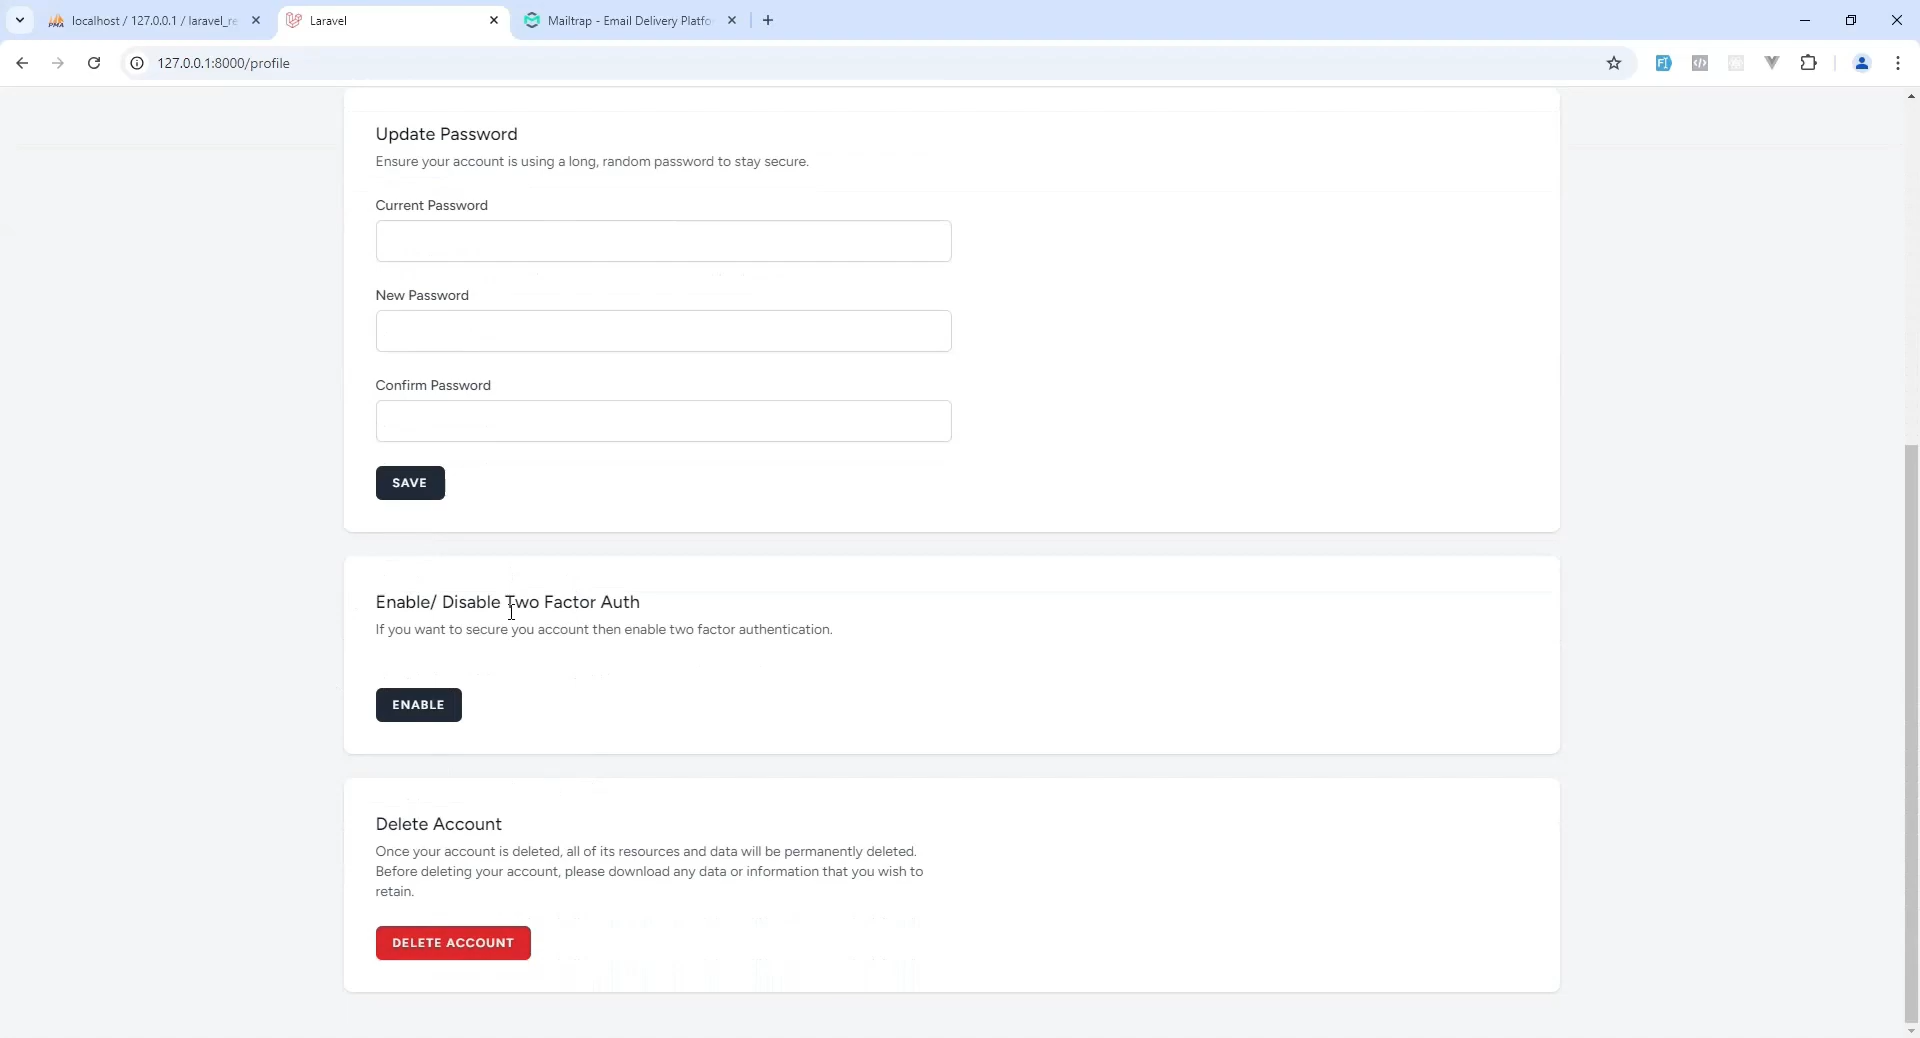 localhost / 127.0.0.1 / laravel_re
Laravel
Mailtrap - Email Delivery Platfo
127.0.0.1:8000/profile
Update Password
Ensure your account is using a long, random password to stay secure.
Current Password
New Password
Confirm Password
SAVE
Enable/ Disable Two Factor Auth
If you want to secure you account then enable two factor authentication.
ENABLE
Delete Account
Once your account is deleted, all of its resources and data will be permanently deleted.
Before deleting your account, please download any data or information that you wish to
retain.
DELETE ACCOUNT